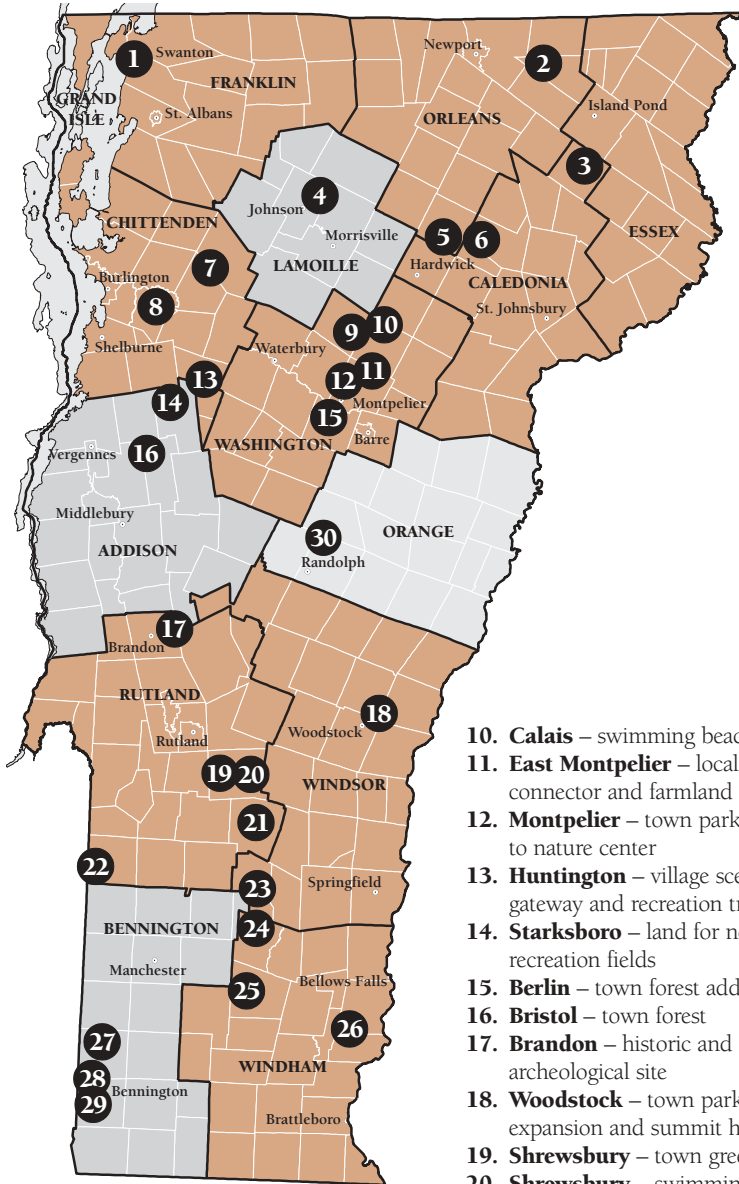 1
Swanton
Newport
2
FRANKLIN
GRAND
ISLE
St. Albans
ORLEANS
Island Pond
3
4
Johnson
CHITTENDEN
Morrisville
5
6
ESSEX
7
LAMOILLE
Hardwick
Burlington
CALEDONIA
8
St. Johnsbury
9
10
Shelburne
Waterbury
13
12
11
14
Montpelier
15
Barre
WASHINGTON
16
Vergennes
Middlebury
ADDISON
30
ORANGE
Randolph
17
Brandon
RUTLAND
18
Woodstock
Rutland
19
20
WINDSOR
21
22
23
Springfield
BENNINGTON
24
Manchester
Bellows Falls
25
26
27
WINDHAM
28
Bennington
29
Brattleboro
10. Calais – swimming beac
11. East Montpelier – local
connector and farmland
12. Montpelier – town park
to nature center
13. Huntington – village sce
gateway and recreation tr
14. Starksboro – land for ne
recreation fields
15. Berlin – town forest add
16. Bristol – town forest
17. Brandon – historic and
archeological site
18. Woodstock – town park
expansion and summit h
19. Shrewsbury – town gree
20. Shrewsbury – swimmin